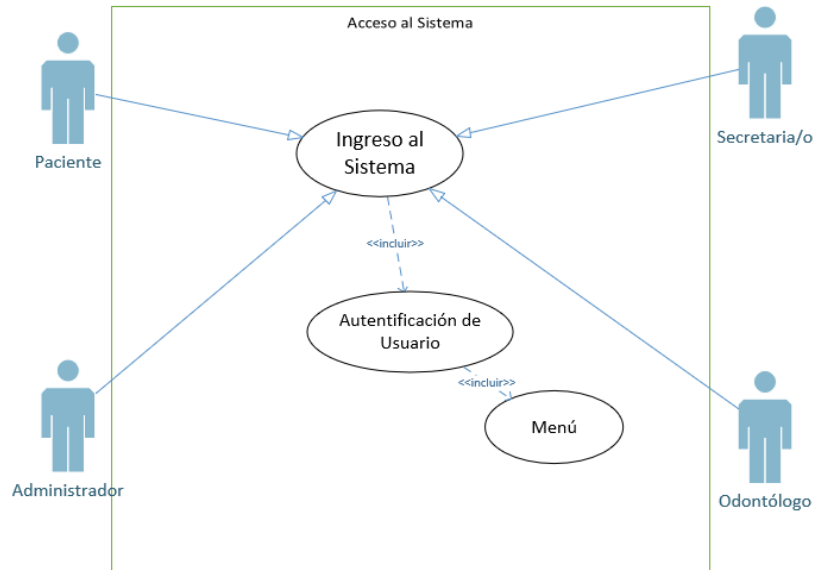 Acceso al Sistema
Paciente
Secretaria/o
Ingreso al
Sistema
<<incluir>>
Autentificación de
Usuario
<<incluir>>
Menú
Administrador
Odontólogo